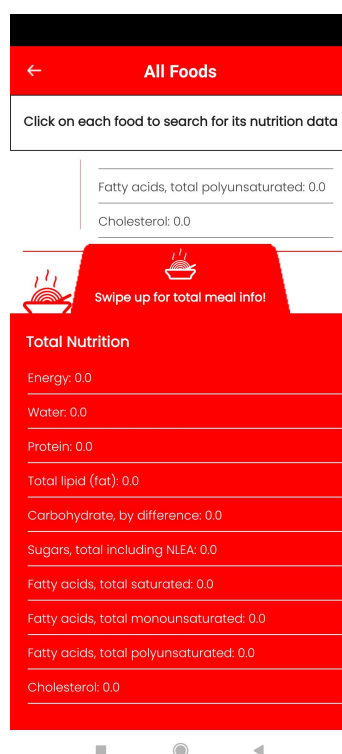 All Foods
Click on each food to search for its nutrition data
Fatty acids, total polyunsaturated: 0.0
Cholesterol: 0.0
Swipe up for total meal info!
Total Nutrition
Energy: 0.0
Water: 0.0
Protein: 0.0
Total lipid (fat): 0.0
Carbohydrate, by difference: 0.0
Sugars, total including NLEA: 0.0
Fatty acids, total saturated: 0.0
Fatty acids, total monounsaturated: 0.0
Fatty acids, total polyunsaturated: 0.0
Cholesterol: 0.0